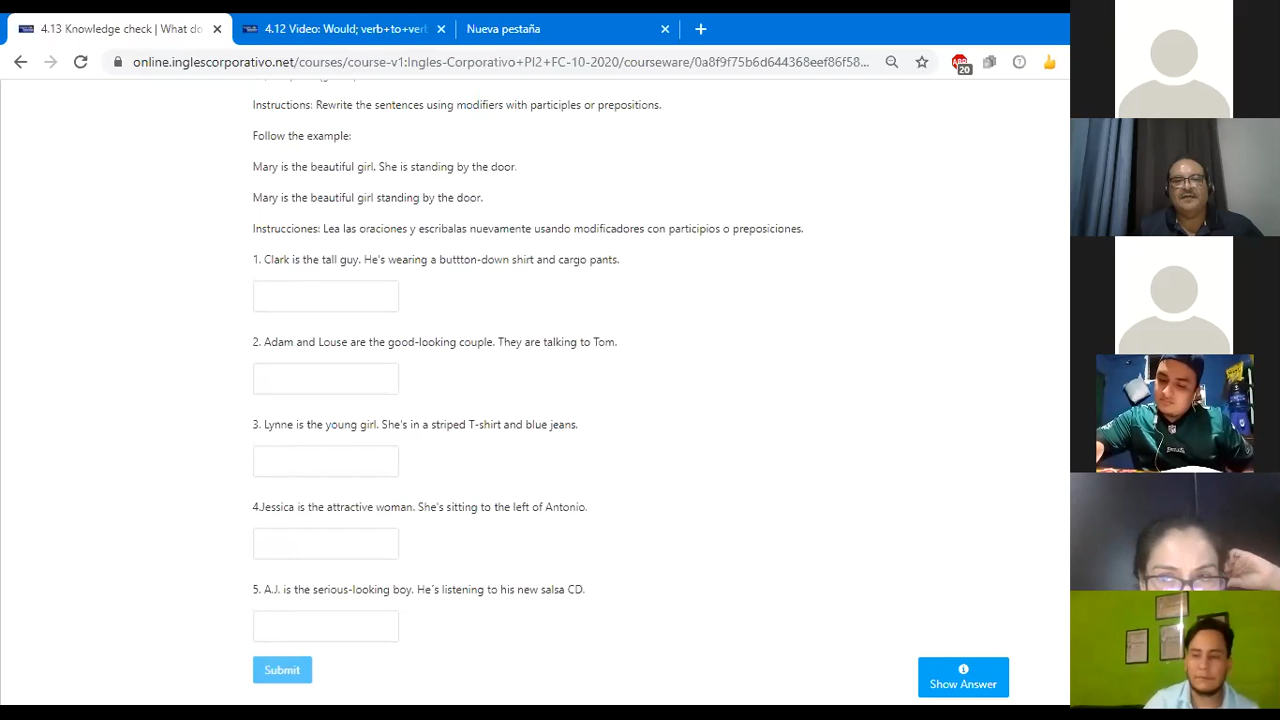 4.13 Knowledge check | What do
4.12 Video: Would; verb+to+verb
Nueva pestaña
online.inglescorporativo.net/courses/course-v1:Ingles-Corporativo+PI2+FC-10-2020/courseware/0a8f9f75b6d644368eef86f58...
ABP
20
Instructions: Rewrite the sentences using modifiers with participles or prepositions.
Follow the example:
Mary is the beautiful girl. She is standing by the door.
Mary is the beautiful girl standing by the door.
Instrucciones: Lea las oraciones y escribalas nuevamente usando modificadores con participios o preposiciones.
1. Clark is the tall guy. He's wearing a buttton-down shirt and cargo pants.
2. Adam and Louse are the good-looking couple. They are talking to Tom.
3. Lynne is the young girl. She's in a striped T-shirt and blue jeans.
4.Jessica is the attractive woman. She's sitting to the left of Antonio.
5. A.J. is the serious-looking boy. He's listening to his new salsa CD.
Submit
Show Answer